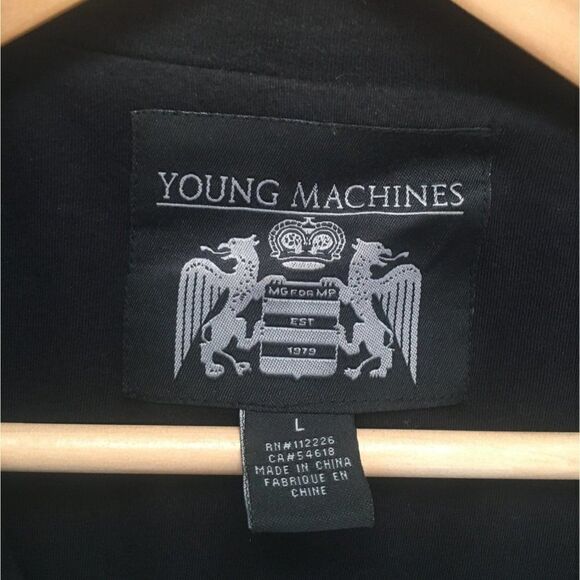 YOUNG MACHINES
MG FOR MP
EST
1979
L
RN#112226
CA#54618
MADE IN CHINA
FABRIQUE EN
CHINE